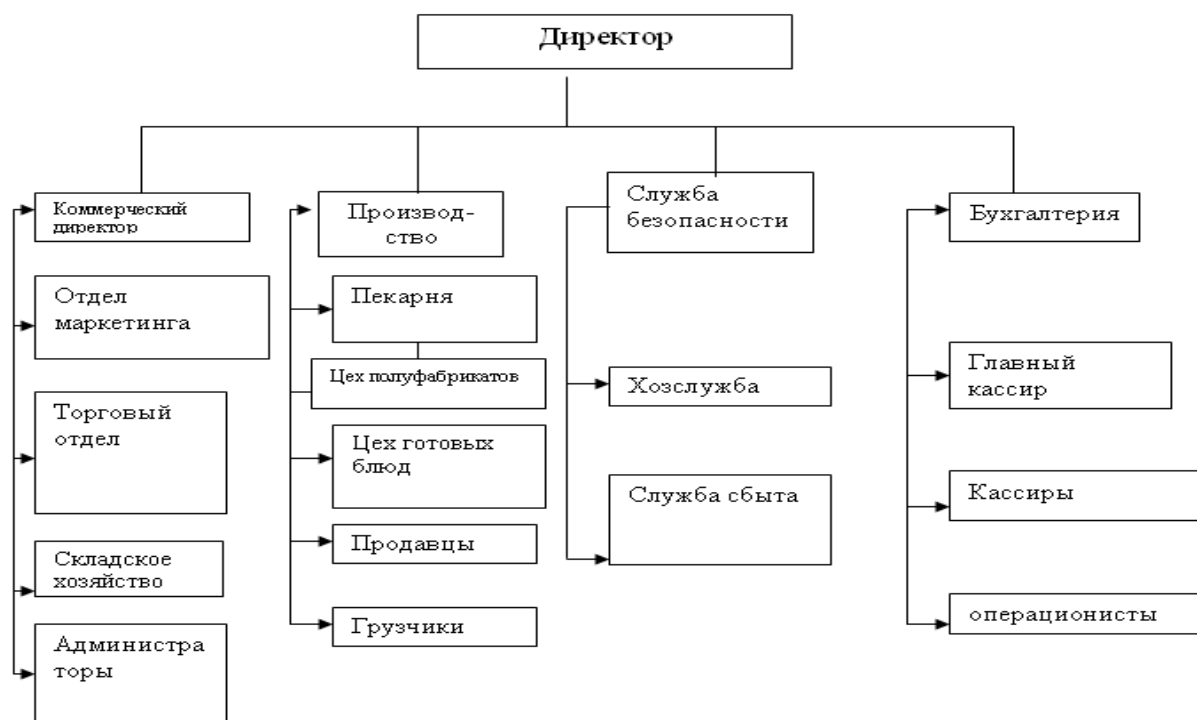 Директор
Коммерческий
директор
Отдел
маркетинга
Торговый
отдел
Складское
хозяйство
Администра
торы
Производ-
ство
Пекарня
Цех полуфабрикатов
Цех готовых
блюд
Продавцы
Грузчики
Служба
безопасности
Хозслужба
Служба сбыта
Бухгалтерия
Главный
кассир
Кассиры
операционисты